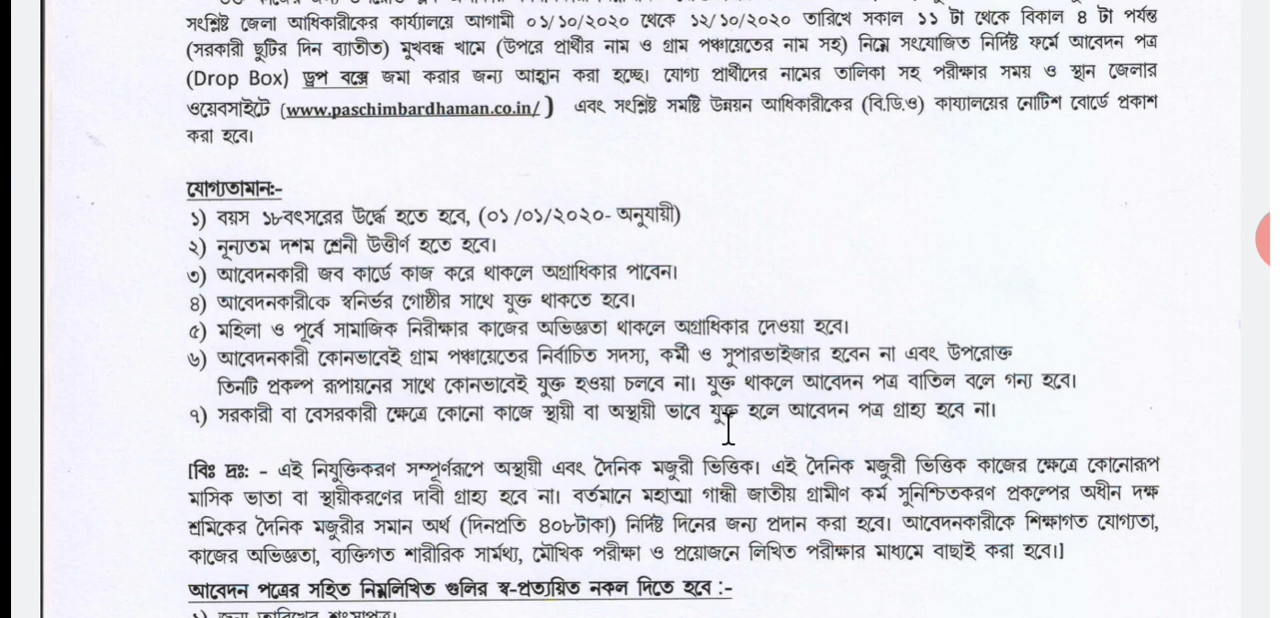 সংশ্লিষ্ট জেলা আধিকারীকের কার্য্যালয়ে আগামী ০১/১০/২০২০ থেকে ১২/১০/২০২০ তারিখে সকাল ১১ টা থেকে বিকাল ৪ টা পর্যন্ত
(সরকারী ছুটির দিন ব্যাতীত) মুখবন্ধ খামে (উপরে প্রার্থীর নাম ও গ্রাম পঞ্চায়েতের নাম সহ) নিম্নে সংযোজিত নির্দিষ্ট ফর্মে আবেদন পত্র
(Drop Box) ড্রপ বক্সে জমা করার জন্য আহ্বান করা হচ্ছে। যোগ্য প্রার্থীদের নামের তালিকা সহ পরীক্ষার সময় ও স্থান জেলার
ওয়েবসাইটে (www.paschimbardhaman.co.in/ ) এবং সংশ্লিষ্ট সমষ্টি উন্নয়ন আধিকারীকের (বি.ডি.ও) কায্যালয়ের নোটিশ বোর্ডে প্রকাশ
করা হবে।
যোগ্যতামান:-
১) বয়স ১৮বৎসরের উর্দ্ধে হতে হবে, (০১ /০১/২০২০- অনুযায়ী)
২) নূন্যতম দশম শ্রেনী উত্তীর্ণ হতে হবে।
৩) আবেদনকারী জব কার্ডে কাজ করে থাকলে অগ্রাধিকার পাবেন।
৪) আবেদনকারীকে স্বনির্ভর গোষ্ঠীর সাথে যুক্ত থাকতে হবে।
৫) মহিলা ও পূর্বে সামাজিক নিরীক্ষার কাজের অভিজ্ঞতা থাকলে অগ্রাধিকার দেওয়া হবে।
৬) আবেদনকারী কোনভাবেই গ্রাম পঞ্চায়েতের নির্বাচিত সদস্য, কর্মী ও সুপারভাইজার হবেন না এবং উপরোক্ত
তিনটি প্রকল্প রূপায়নের সাথে কোনভাবেই যুক্ত হওয়া চলবে না। যুক্ত থাকলে আবেদন পত্র বাতিল বলে গন্য হবে।
৭) সরকারী বা বেসরকারী ক্ষেত্রে কোনো কাজে স্থায়ী বা অস্থায়ী ভাবে যুক্ত হলে আবেদন পত্র গ্রাহ্য হবে না।
[বিঃ দ্রঃ: - এই নিযুক্তিকরণ সম্পূর্ণরূপে অস্থায়ী এবং দৈনিক মজুরী ভিত্তিক। এই দৈনিক মজুরী ভিত্তিক কাজের ক্ষেত্রে কোনোরূপ
মাসিক ভাতা বা স্থায়ীকরণের দাবী গ্রাহ্য হবে না। বর্তমানে মহাত্মা গান্ধী জাতীয় গ্রামীণ কর্ম সুনিশ্চিতকরণ প্রকল্পের অধীন দক্ষ
শ্রমিকের দৈনিক মজুরীর সমান অর্থ (দিনপ্রতি ৪০৮টাকা) নির্দিষ্ট দিনের জন্য প্রদান করা হবে। আবেদনকারীকে শিক্ষাগত যোগ্যতা,
কাজের অভিজ্ঞতা, ব্যক্তিগত শারীরিক সার্মথ্য, মৌখিক পরীক্ষা ও প্রয়োজনে লিখিত পরীক্ষার মাধ্যমে বাছাই করা হবে।]
আবেদন পত্রের সহিত নিম্নলিখিত গুলির স্ব-প্রত্যয়িত নকল দিতে হবে :-